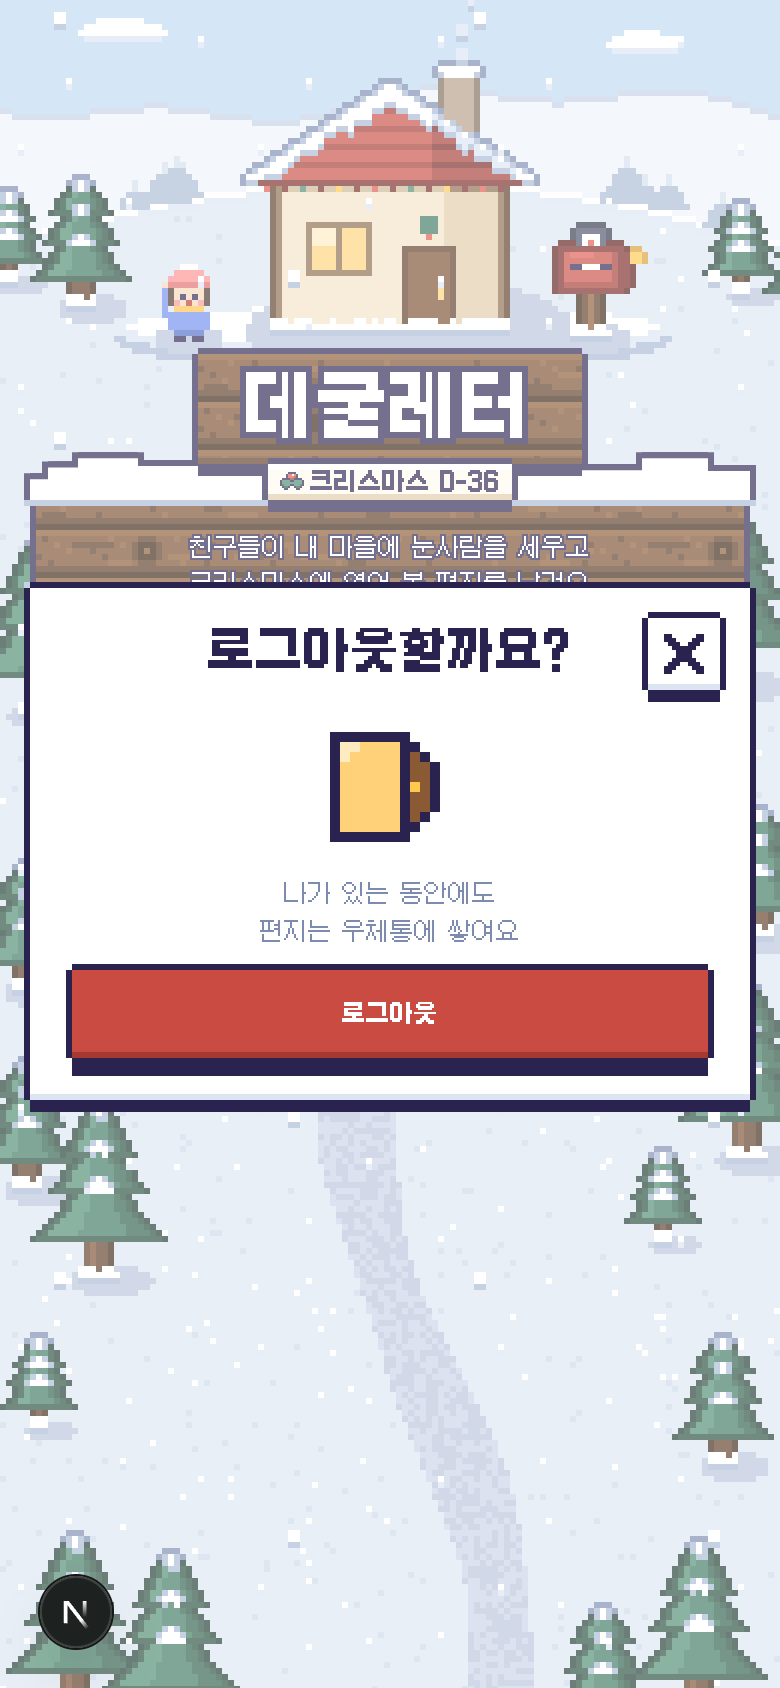 데굴레터
크리스마스 D-36
친구들이 내 마을에 눈사람을 세우고
로그아웃할까요?
나가 있는 동안에도
편지는 우체통에 쌓여요
로그아웃
N